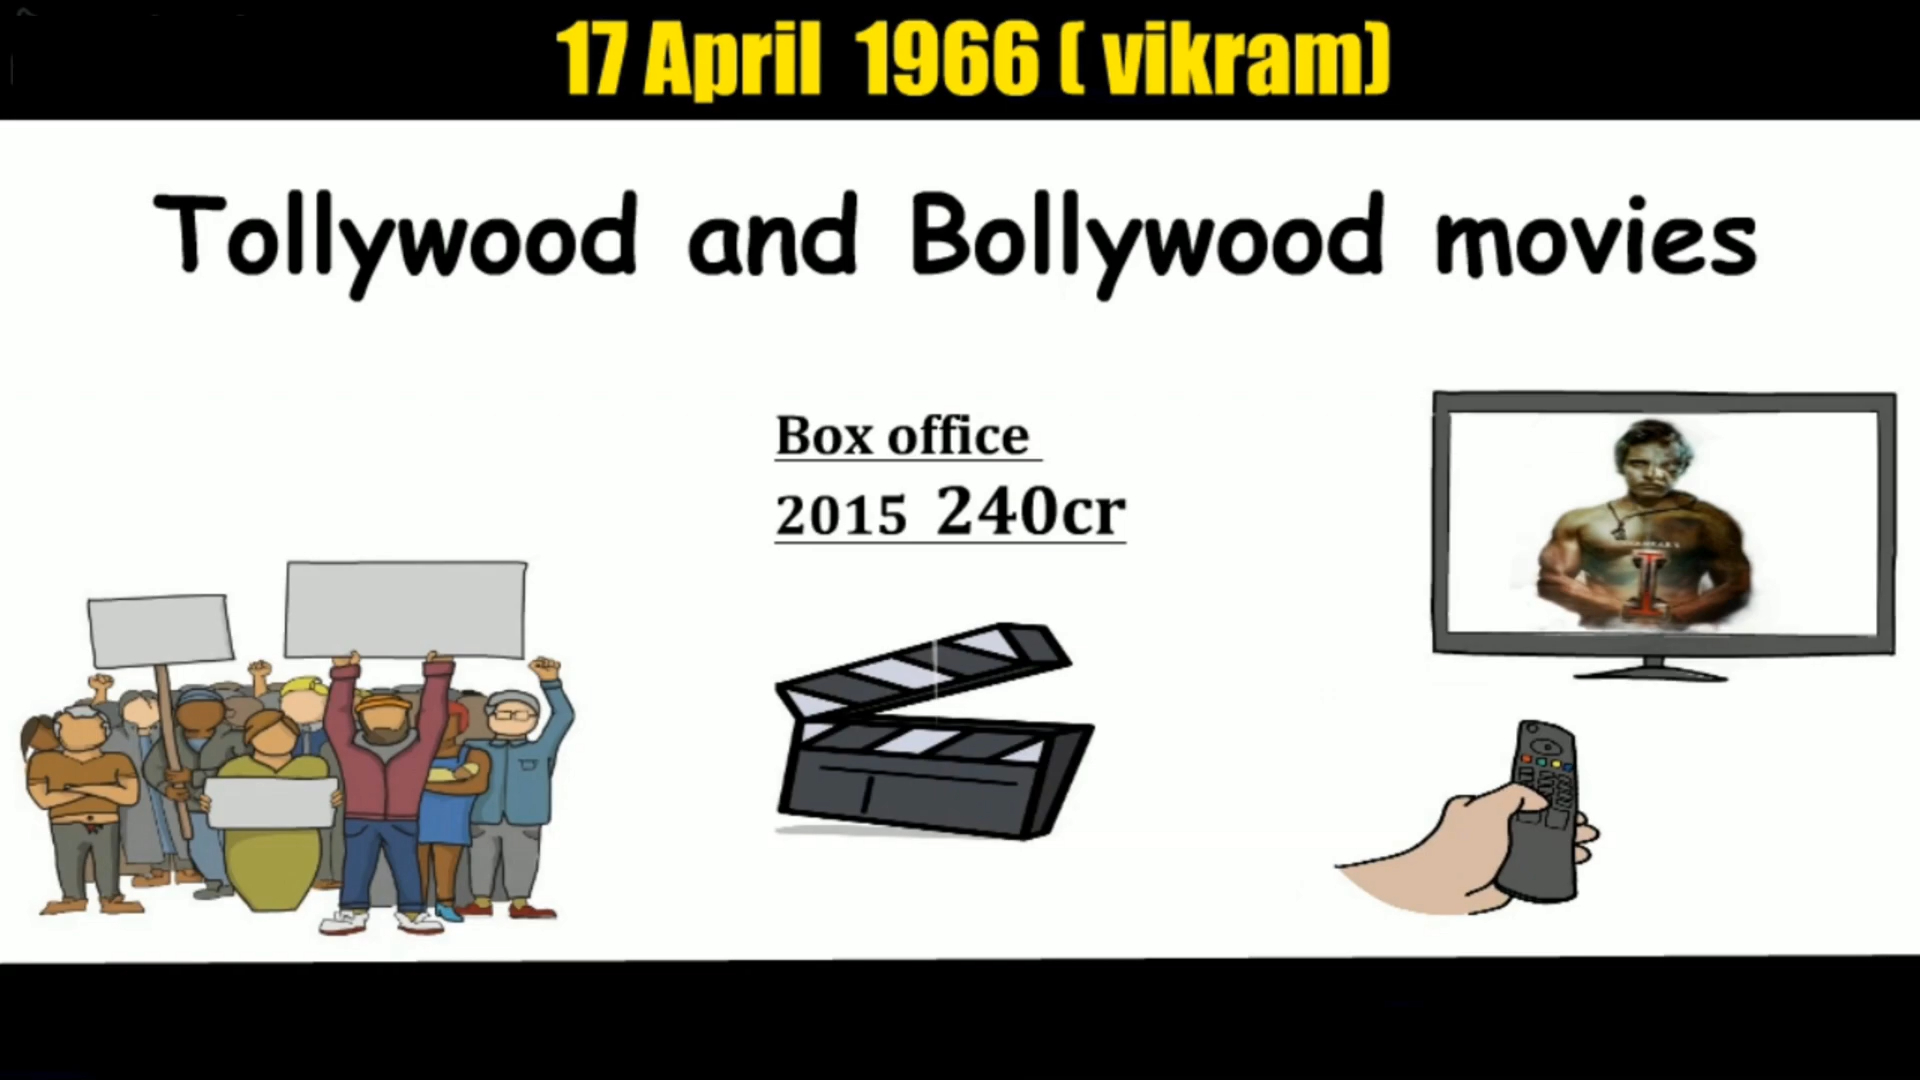 17 April 1966 ( vikram)
Tollywood and Bollywood movies
Box office
2015 240cr
I